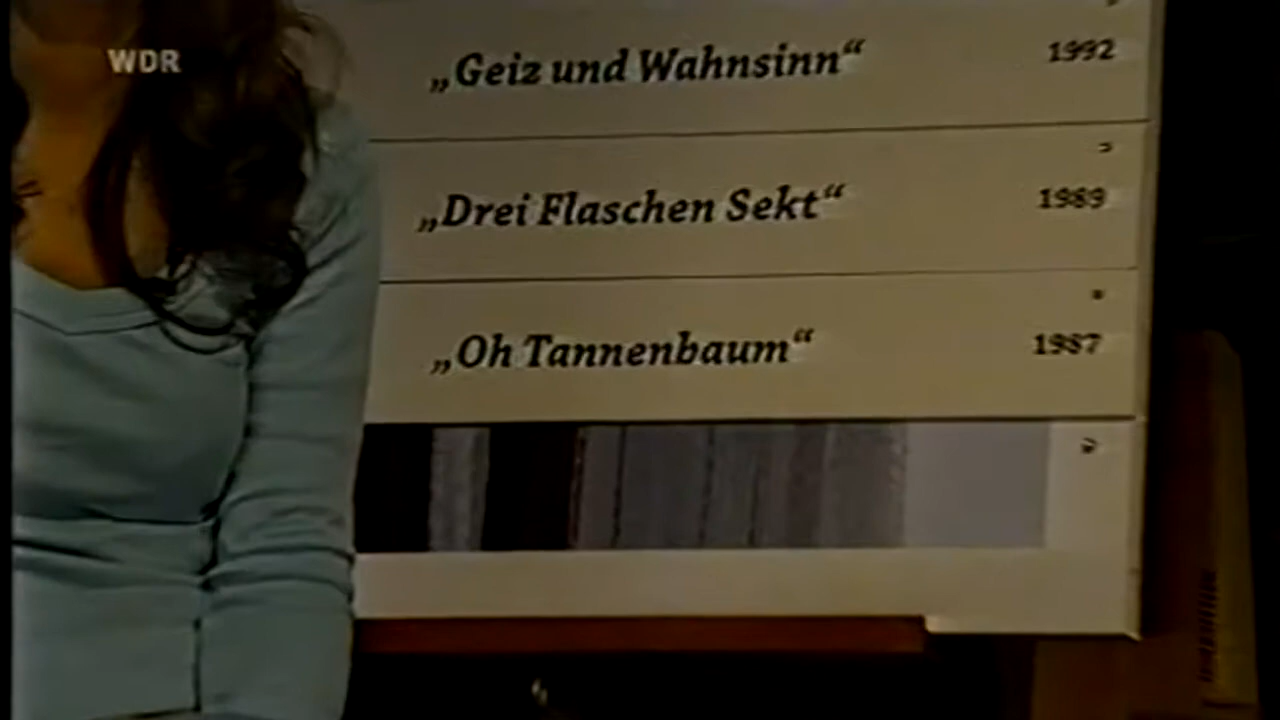 WDR
„Geiz und Wahnsinn“ 1992
„Drei Flaschen Sekt“ 1989
„Oh Tannenbaum“ 1987